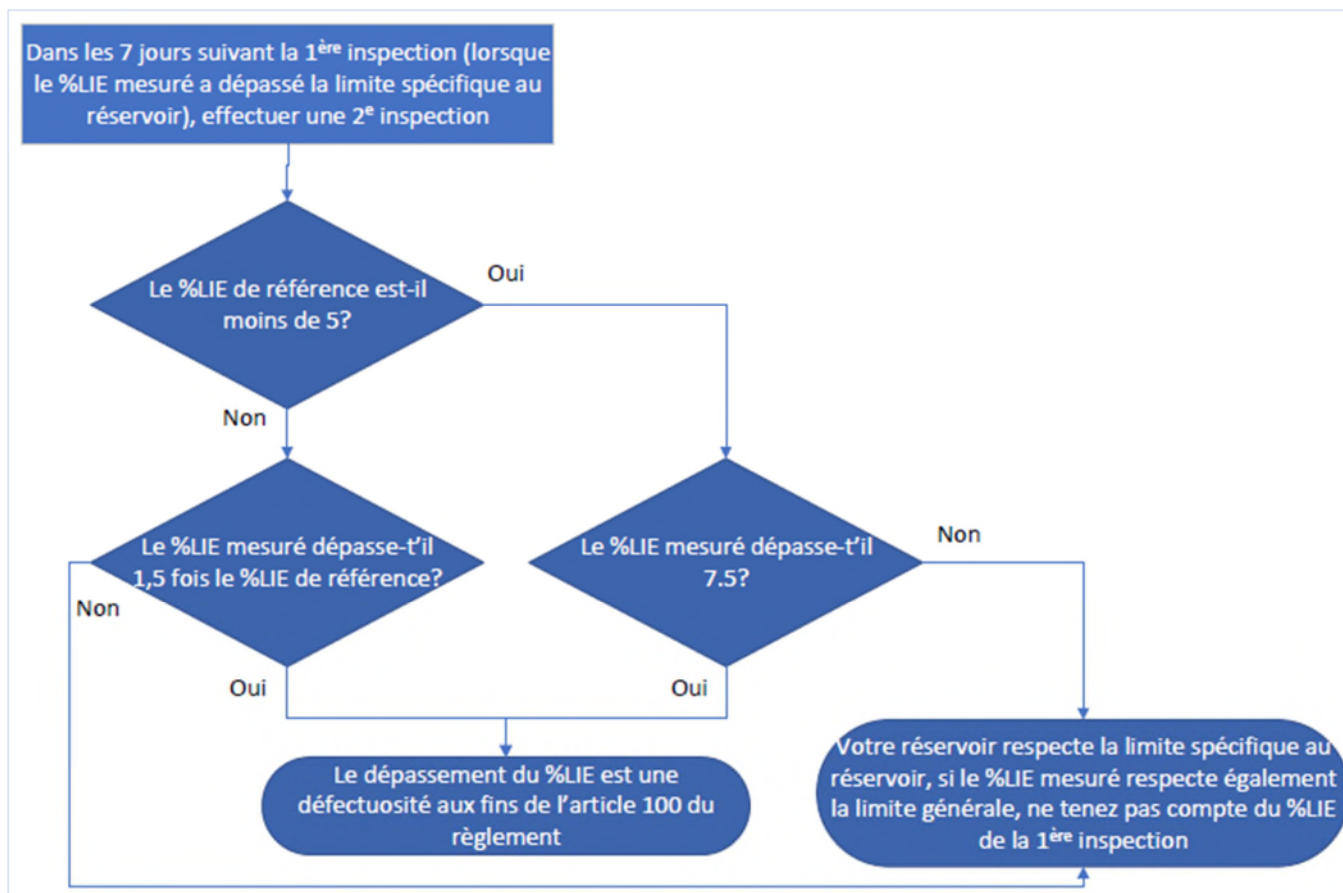 Dans les 7 jours suivant la 1ère inspection (lorsque
le %LIE mesuré a dépassé la limite spécifique au
réservoir), effectuer une 2e inspection
Le %LIE de référence est-il
moins de 5?
Oui
Non
Le %LIE mesuré dépasse-t'il
1,5 fois le %LIE de référence?
Non
Oui
Le %LIE mesuré dépasse-t'il
7.5?
Non
Oui
Le dépassement du %LIE est une
défectuosité aux fins de l'article 100 du
règlement
Votre réservoir respecte la limite spécifique au
réservoir, si le %LIE mesuré respecte également
la limite générale, ne tenez pas compte du %LIE
de la 1ère inspection